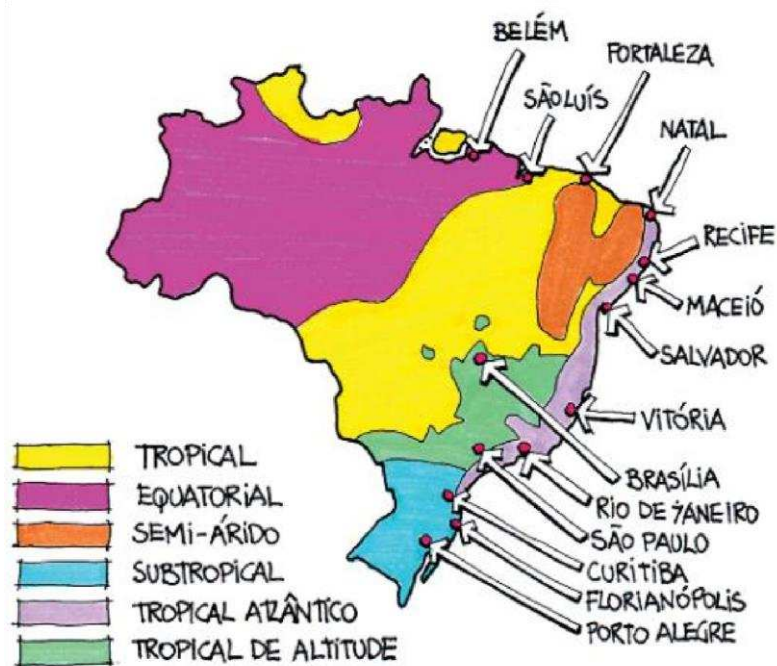 BELÉM
FORTALEZA
SÃO LUÍS
NATAL
RECIFE
MACEIÓ
SALVADOR
VITÓRIA
BRASÍLIA
RIO DE JANEIRO
SÃO PAULO
CURITIBA
FLORIANÓPOLIS
PORTO ALEGRE
TROPICAL
EQUATORIAL
SEMI-ÁRIDO
SUBTROPICAL
TROPICAL ATLÂNTICO
TROPICAL DE ALTITUDE